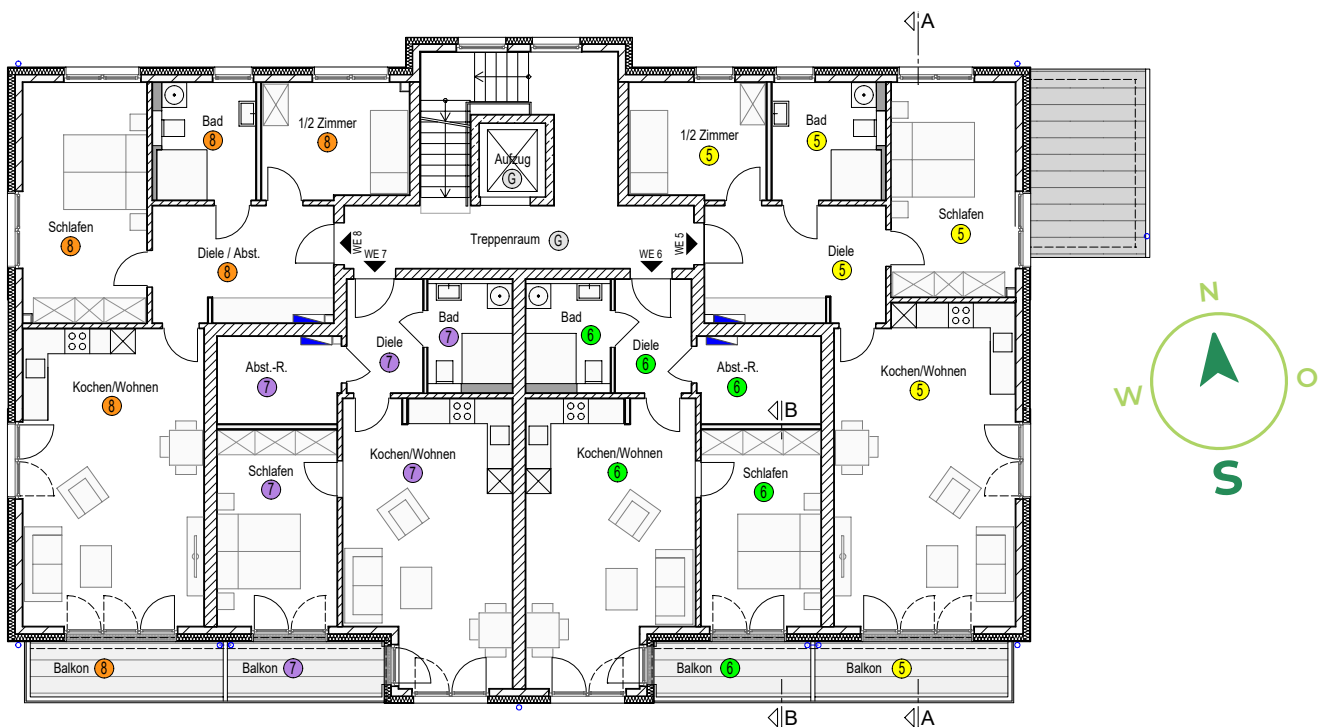 A
Bad
8
1/2 Zimmer
8
1/2 Zimmer
5
Bad
5
Aufzug
G
Schlafen
8
Diele / Abst.
8
WE 8
WE 7
Treppenraum G
WE 6
WE 5
Diele
5
Schlafen
5
N
W
O
S
Bad
7
Bad
6
Diele
7
Diele
6
Abst.-R.
7
Abst.-R.
6
Kochen/Wohnen
8
Kochen/Wohnen
5
B
Kochen/Wohnen
7
Kochen/Wohnen
6
Schlafen
7
Schlafen
6
Balkon 8
Balkon 7
Balkon 6
Balkon 5
B
A